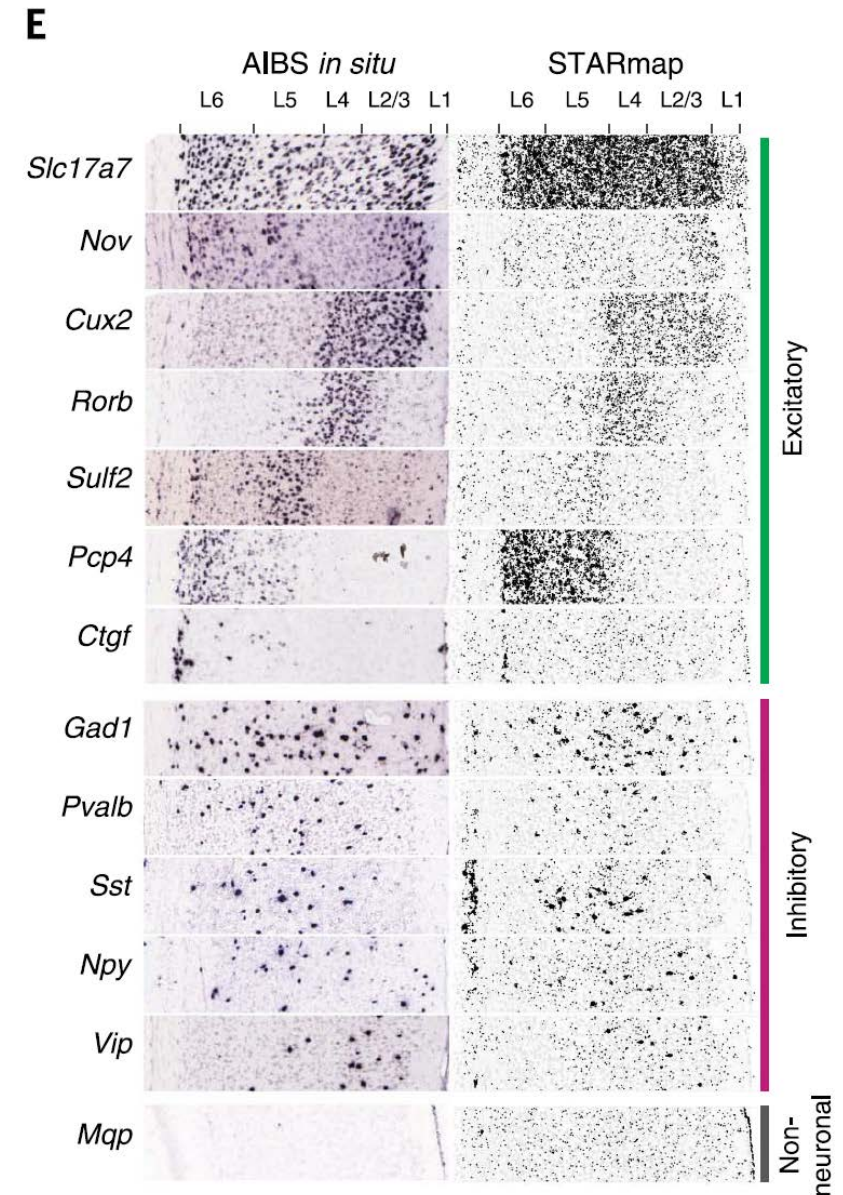 E
AIBS in situ STARmap
L6 L5 L4 L2/3 L1 L6 L5 L4 L2/3 L1
Slc17a7
Nov
Cux2
Rorb
Sulf2
Pcp4
Ctgf
Excitatory
Gad1
Pvalb
Sst
Npy
Vip
Inhibitory
Mqp
Non-
neuronal